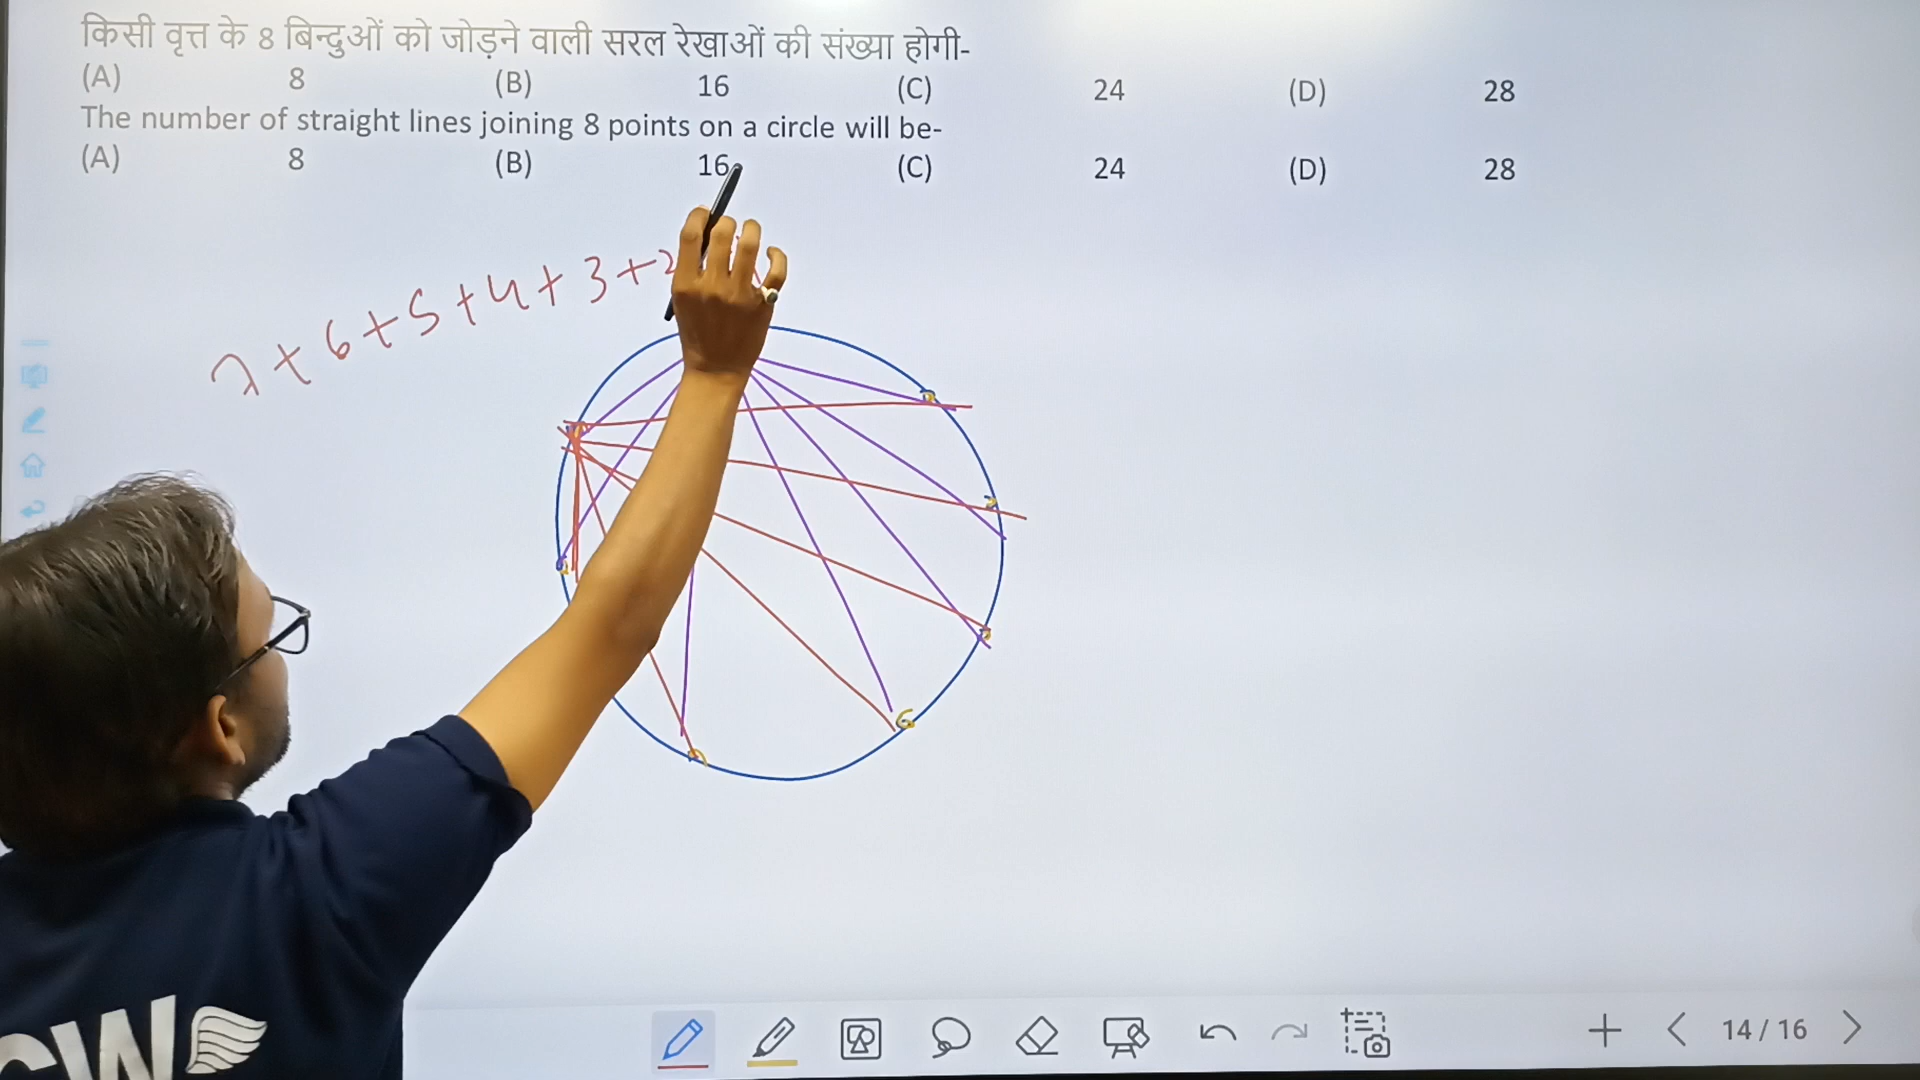 किसी वृत्त के 8 बिन्दुओं को जोड़ने वाली सरल रेखाओं की संख्या होगी-
(A) 8 (B) 16 (C) 24 (D) 28
The number of straight lines joining 8 points on a circle will be-
(A) 8 (B) 16 (C) 24 (D) 28
7+6+5+4+3+2
14 / 16